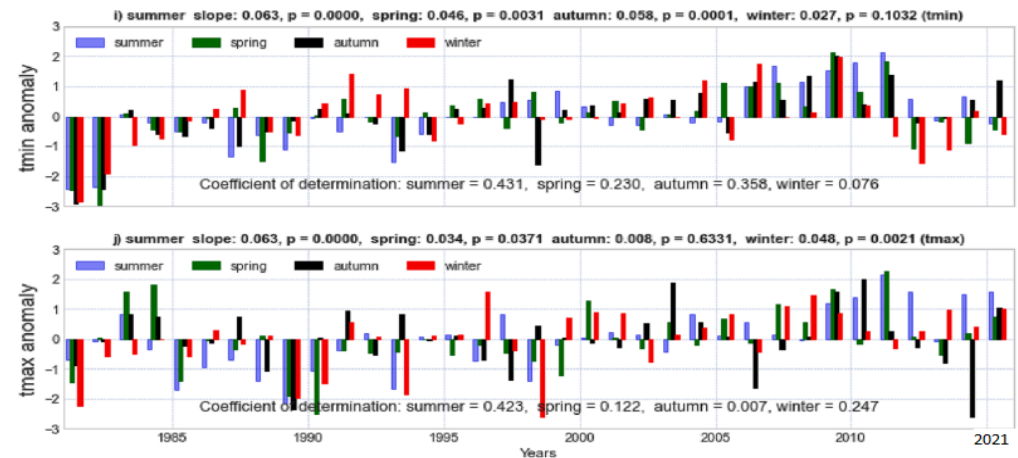 i) summer slope: 0.063, p = 0.0000, spring: 0.046, p = 0.0031 autumn: 0.058, p = 0.0001, winter: 0.027, p = 0.1032 (tmin)
3
summer spring autumn winter
2
1
0
−1
−2
−3
tmin anomaly
Coefficient of determination: summer = 0.431, spring = 0.230, autumn = 0.358, winter = 0.076
j) summer slope: 0.063, p = 0.0000, spring: 0.034, p = 0.0371 autumn: 0.008, p = 0.6331, winter: 0.048, p = 0.0021 (tmax)
3
summer spring autumn winter
2
1
0
−1
−2
−3
tmax anomaly
Coefficient of determination: summer = 0.423, spring = 0.122, autumn = 0.007, winter = 0.247
1985 1990 1995 2000 2005 2010 2021
Years